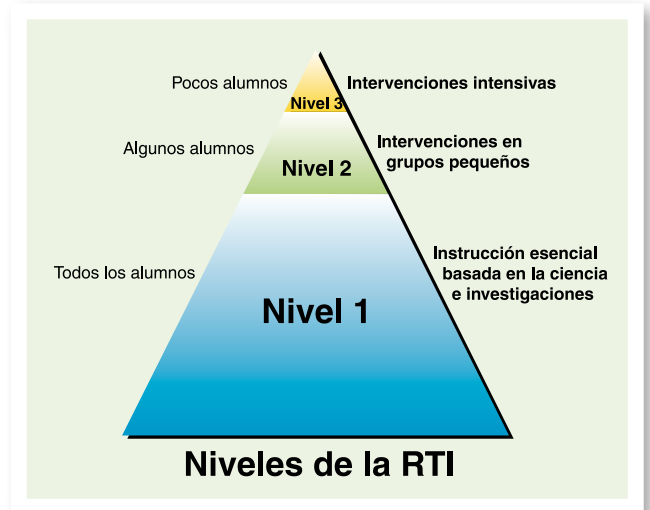 Pocos alumnos
Intervenciones intensivas
Nivel 3
Algunos alumnos
Intervenciones en
grupos pequeños
Nivel 2
Todos los alumnos
Instrucción esencial
basada en la ciencia
e investigaciones
Nivel 1
Niveles de la RTI